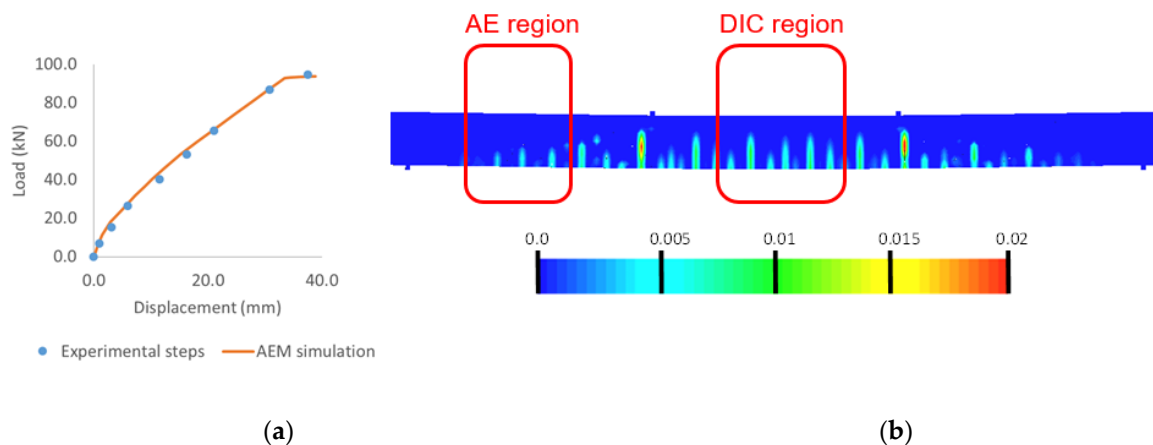 AE region
DIC region
100.0
80.0
60.0
40.0
20.0
0.0
Load (kN)
0.0
20.0
40.0
Displacement (mm)
Experimental steps
AEM simulation
0.0
0.005
0.01
0.015
0.02
(a)
(b)